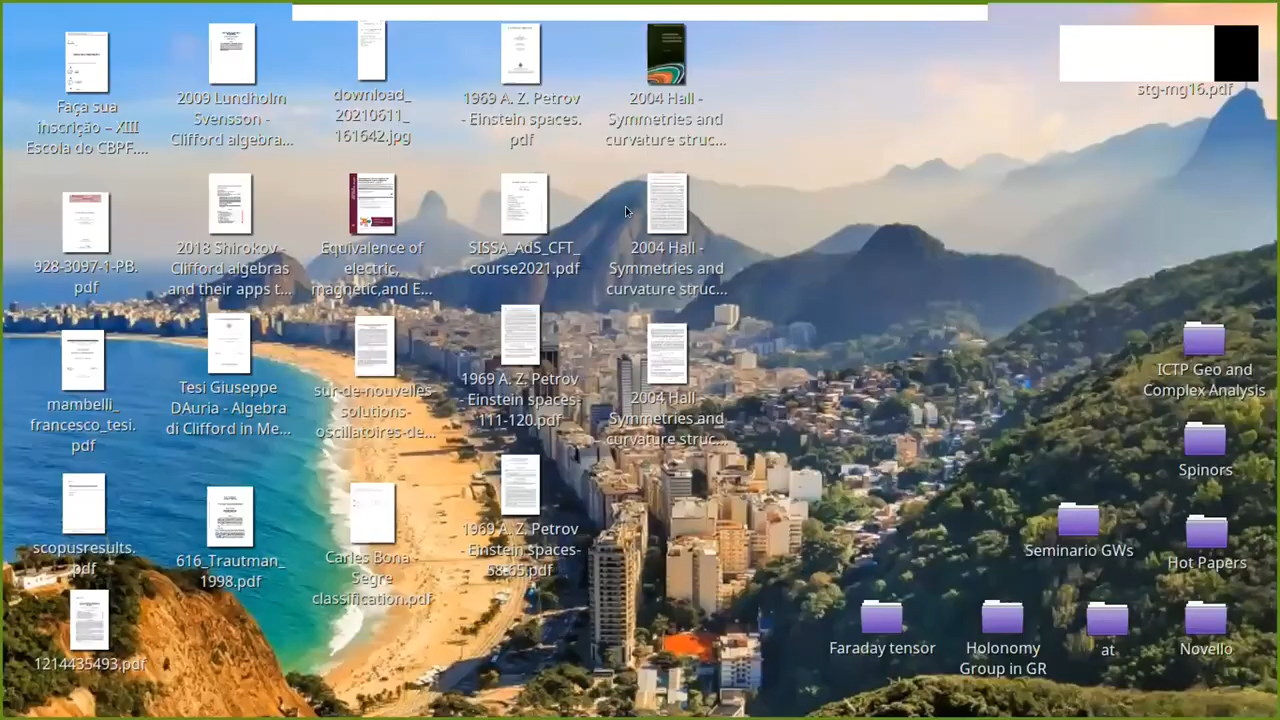 Faça sua
inscrição – XIII
Escola do CBPF....
2009 Lundholm
Svensson -
Clifford algebra...
download_
20210611_
161642.jpg
1969 A. Z. Petrov
- Einstein spaces.
pdf
2004 Hall -
Symmetries and
curvature struc...
stg-mg16.pdf
928-3097-1-PB.
pdf
2018 Shirokov -
Clifford algebras
and their apps t...
Equivalence of
electric,
magnetic,and E...
SISSA_AdS_CFT_
course2021.pdf
2004 Hall -
Symmetries and
curvature struc...
mambelli_
francesco_tesi.
pdf
Tesi Giuseppe
DAuria - Algebra
di Clifford in Me...
sur-de-nouvelles-
solutions-
oscillatoires-de...
1969 A. Z. Petrov
- Einstein spaces-
111-120.pdf
2004 Hall -
Symmetries and
curvature struc...
ICTP Geo and
Complex Analysis
Spinors
scopusresults.
pdf
616_Trautman_
1998.pdf
Carles Bona -
Segre
classification.pdf
1969 A. Z. Petrov
- Einstein spaces-
58-65.pdf
Seminario GWs
Hot Papers
1214435493.pdf
Faraday tensor
Holonomy
Group in GR
at
Novello